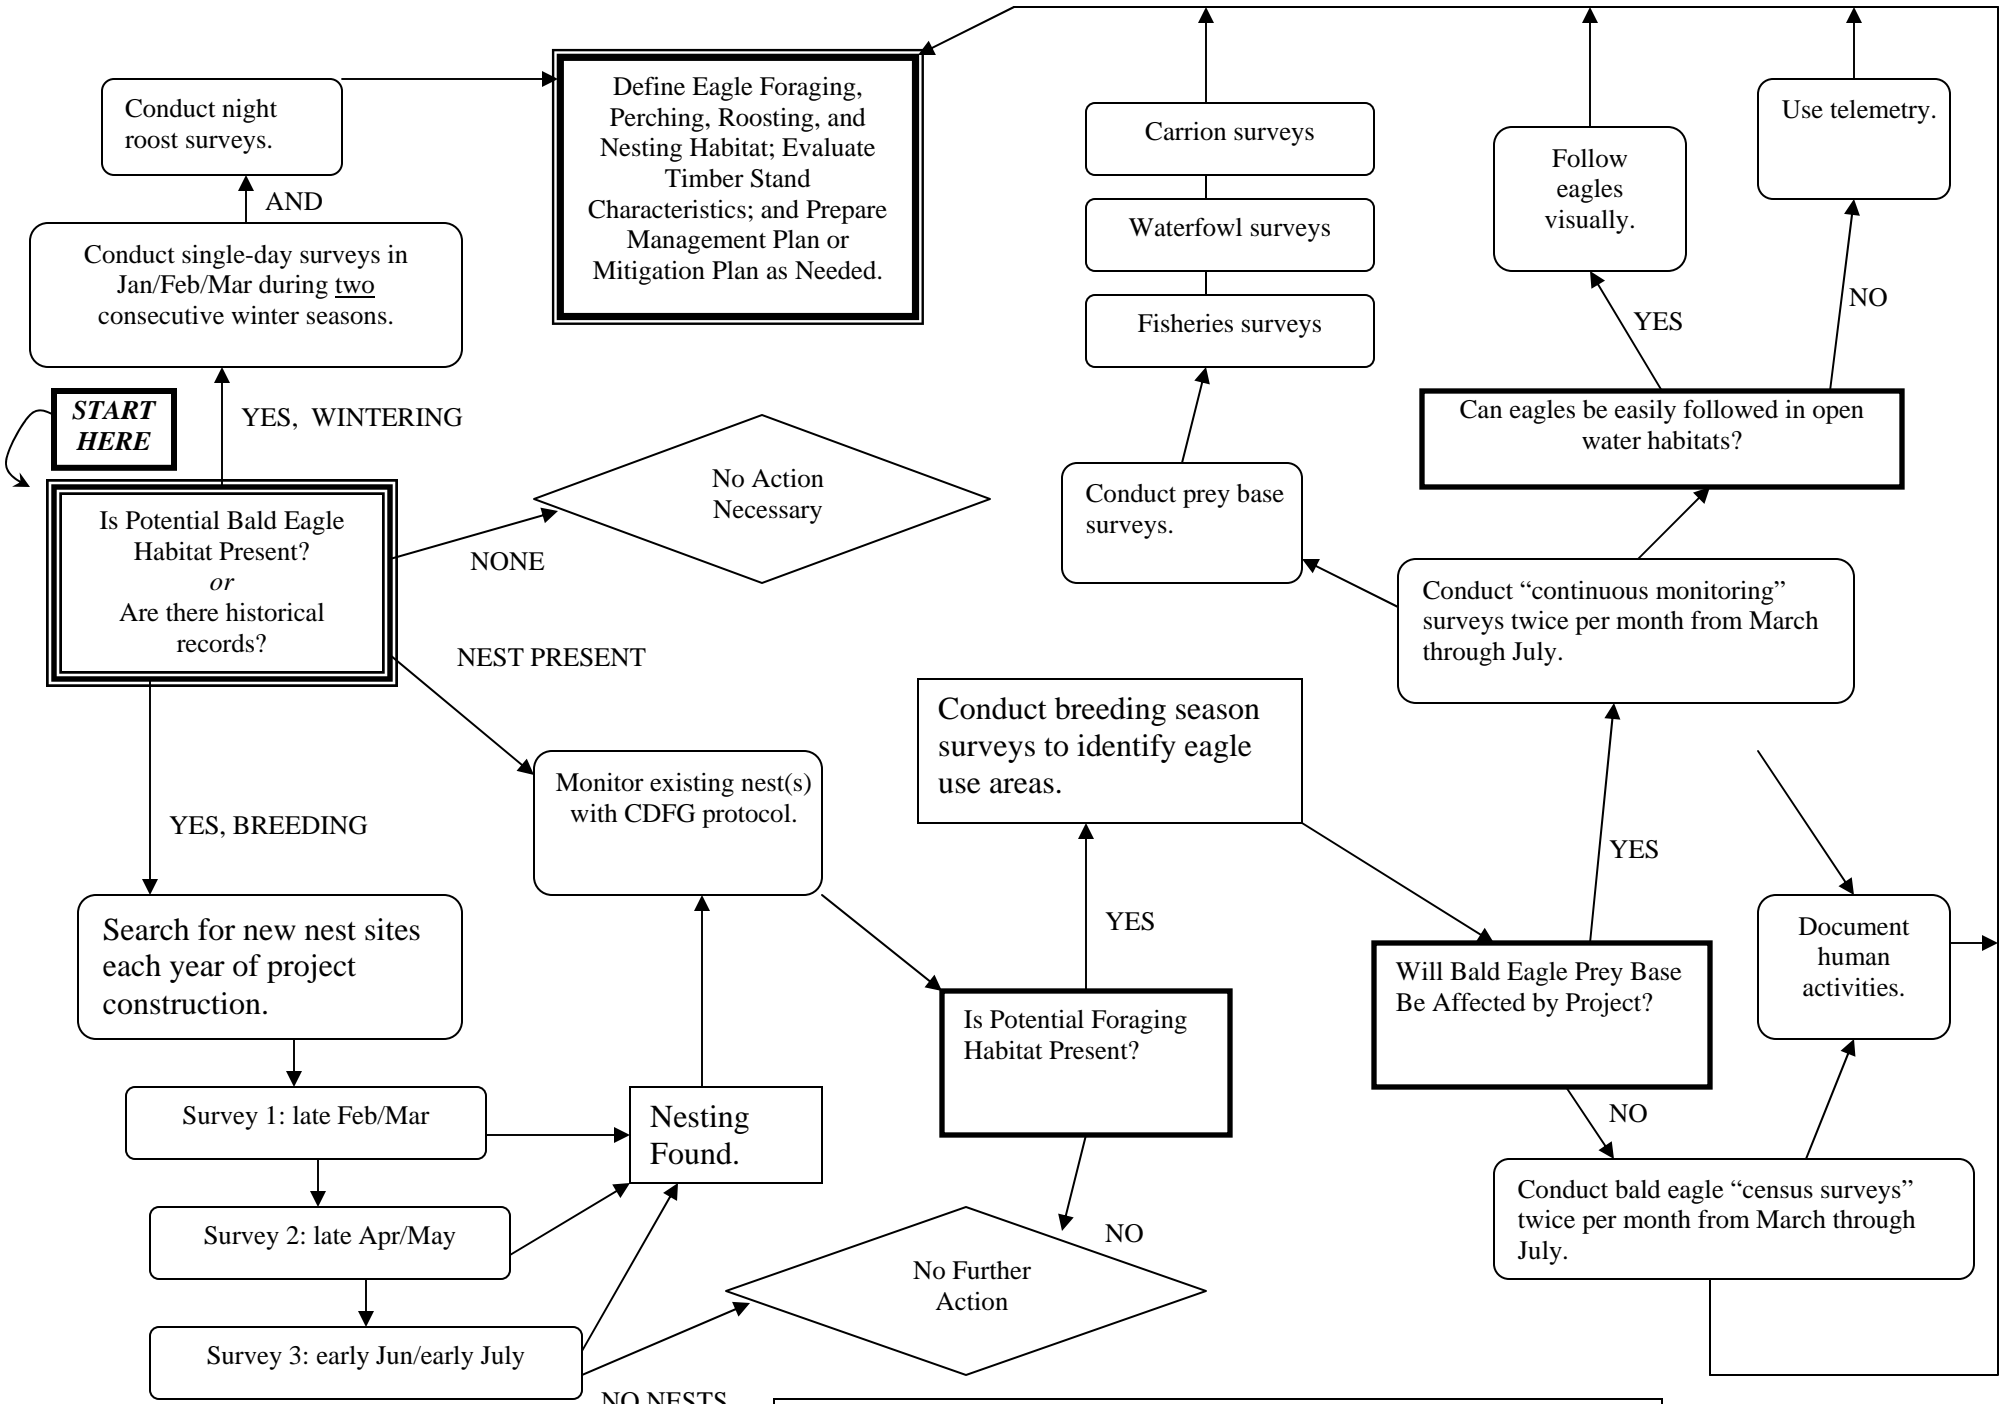 Conduct night
roost surveys.
AND
Conduct single-day surveys in
Jan/Feb/Mar during two
consecutive winter seasons.
START
HERE
YES, WINTERING
Is Potential Bald Eagle
Habitat Present?
or
Are there historical
records?
NONE
No Action
Necessary
NEST PRESENT
YES, BREEDING
Define Eagle Foraging,
Perching, Roosting, and
Nesting Habitat; Evaluate
Timber Stand
Characteristics; and Prepare
Management Plan or
Mitigation Plan as Needed.
Carrion surveys
Waterfowl surveys
Fisheries surveys
Conduct prey base
surveys.
Follow
eagles
visually.
Use telemetry.
YES
NO
Can eagles be easily followed in open
water habitats?
Conduct “continuous monitoring”
surveys twice per month from March
through July.
Conduct breeding season
surveys to identify eagle
use areas.
Monitor existing nest(s)
with CDFG protocol.
YES
YES
Search for new nest sites
each year of project
construction.
Survey 1: late Feb/Mar
Survey 2: late Apr/May
Survey 3: early Jun/early July
Nesting
Found.
NO NESTS
Is Potential Foraging
Habitat Present?
NO
No Further
Action
Will Bald Eagle Prey Base
Be Affected by Project?
NO
Document
human
activities.
Conduct bald eagle “census surveys”
twice per month from March through
July.